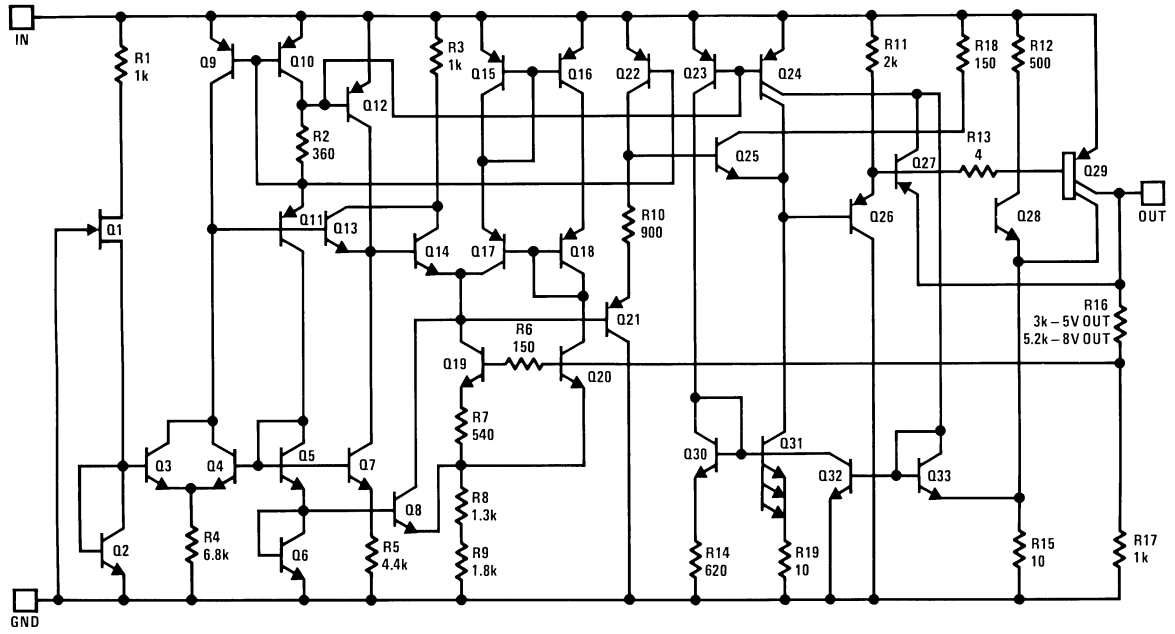 IN
R1
1k
Q9
Q10
Q12
R2
360
R3
1k
Q15
Q16
Q22
Q23
Q24
R11
2k
R18
150
R12
500
R13
4
Q25
Q27
Q29
OUT
Q1
Q11
Q13
Q14
Q17
Q18
R10
900
Q26
Q28
Q21
R16
3k–5V OUT
5.2k–8V OUT
R6
150
Q19
Q20
R7
540
Q3
Q4
Q5
Q7
Q8
R8
1.3k
Q30
Q31
Q32
Q33
Q2
R4
6.8k
Q6
R5
4.4k
R9
1.8k
R14
620
R19
10
R15
10
R17
1k
GND